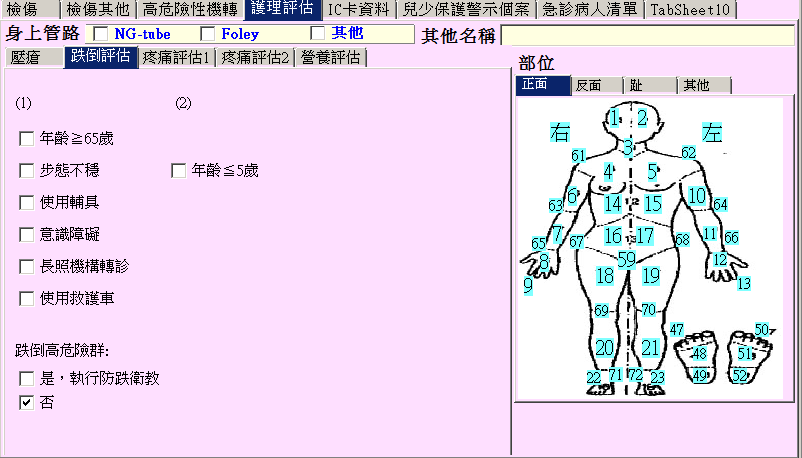 檢傷 檢傷其他 高危險性機轉 護理評估 IC卡資料 兒少保護警示個案 急診病人清單 TabSheet10
身上管路 NG-tube Foley 其他 其他名稱
壓瘡 跌倒評估 疼痛評估1 疼痛評估2 營養評估
部位
正面 反面 趾 其他
(1) (2)
年齡≧65歲
步態不穩 年齡≦5歲
使用輔具
意識障礙
長照機構轉診
使用救護車
跌倒高危險群:
是，執行防跌衛教
否
1 2
右 左
3
61 62
4 5
6 10
63 14 12 15 64
7 16 13 17 11 66
65 67 68
8 59 12
9 18 19 13
69 70
47 50
20 21 48 51
22 71 72 23 49 52